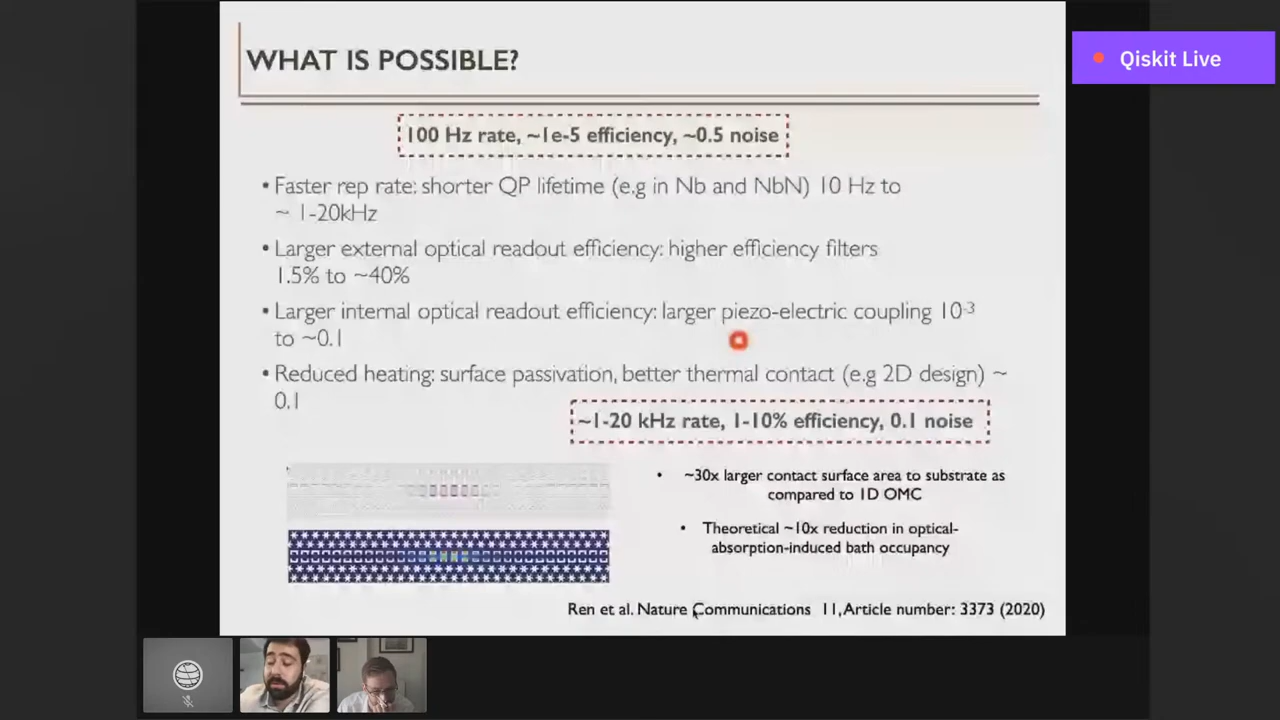 WHAT IS POSSIBLE?
Qiskit Live
100 Hz rate, ~1e-5 efficiency, ~0.5 noise
• Faster rep rate: shorter QP lifetime (e.g in Nb and NbN) 10 Hz to
~ 1-20kHz
• Larger external optical readout efficiency: higher efficiency filters
1.5% to ~40%
• Larger internal optical readout efficiency: larger piezo-electric coupling 10⁻³
to ~0.1
• Reduced heating: surface passivation, better thermal contact (e.g 2D design) ~
0.1
~1-20 kHz rate, 1-10% efficiency, 0.1 noise
• ~30x larger contact surface area to substrate as
compared to 1D OMC
• Theoretical ~10x reduction in optical-
absorption-induced bath occupancy
Ren et al. Nature Communications 11, Article number: 3373 (2020)